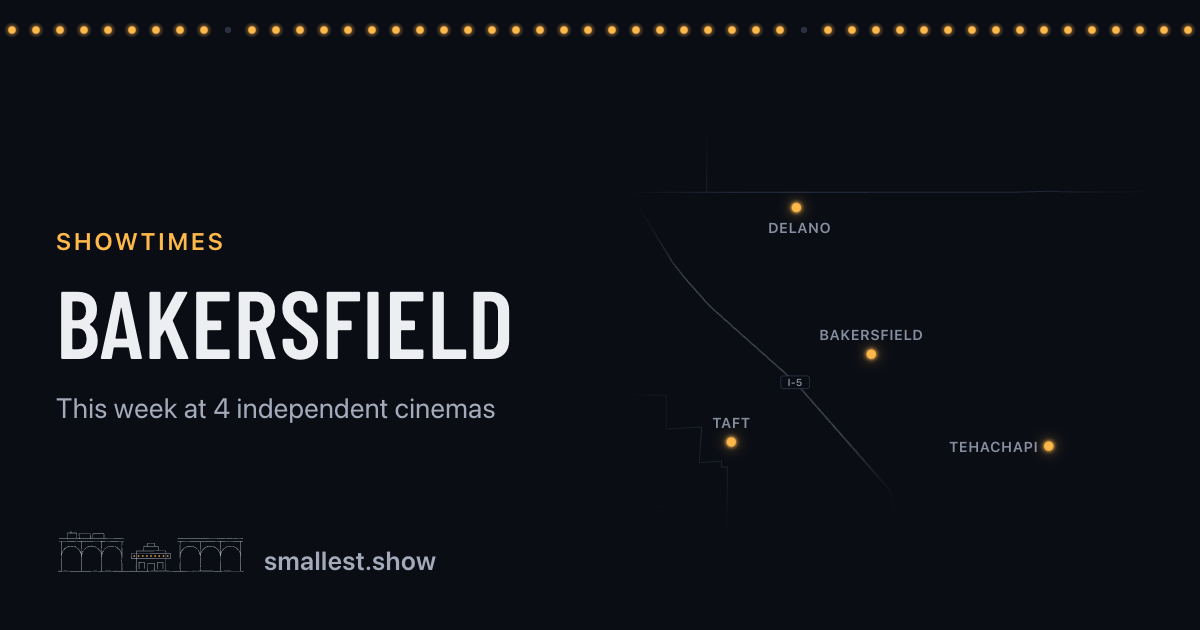 SHOWTIMES
BAKERSFIELD
This week at 4 independent cinemas
smallest.show
DELANO
BAKERSFIELD
I-5
TAFT
TEHACHAPI